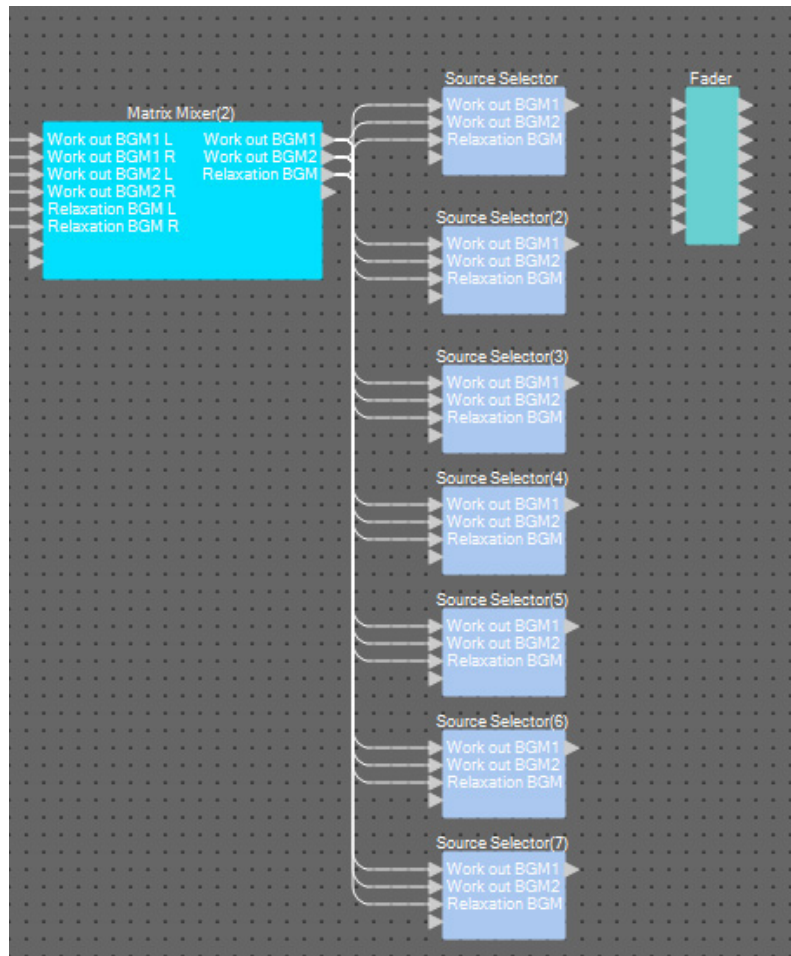 Matrix Mixer(2)
Work out BGM1 L Work out BGM1
Work out BGM1 R Work out BGM2
Work out BGM2 L Relaxation BGM
Work out BGM2 R
Relaxation BGM L
Relaxation BGM R
Source Selector
Work out BGM1
Work out BGM2
Relaxation BGM
Source Selector(2)
Work out BGM1
Work out BGM2
Relaxation BGM
Source Selector(3)
Work out BGM1
Work out BGM2
Relaxation BGM
Source Selector(4)
Work out BGM1
Work out BGM2
Relaxation BGM
Source Selector(5)
Work out BGM1
Work out BGM2
Relaxation BGM
Source Selector(6)
Work out BGM1
Work out BGM2
Relaxation BGM
Source Selector(7)
Work out BGM1
Work out BGM2
Relaxation BGM
Fader